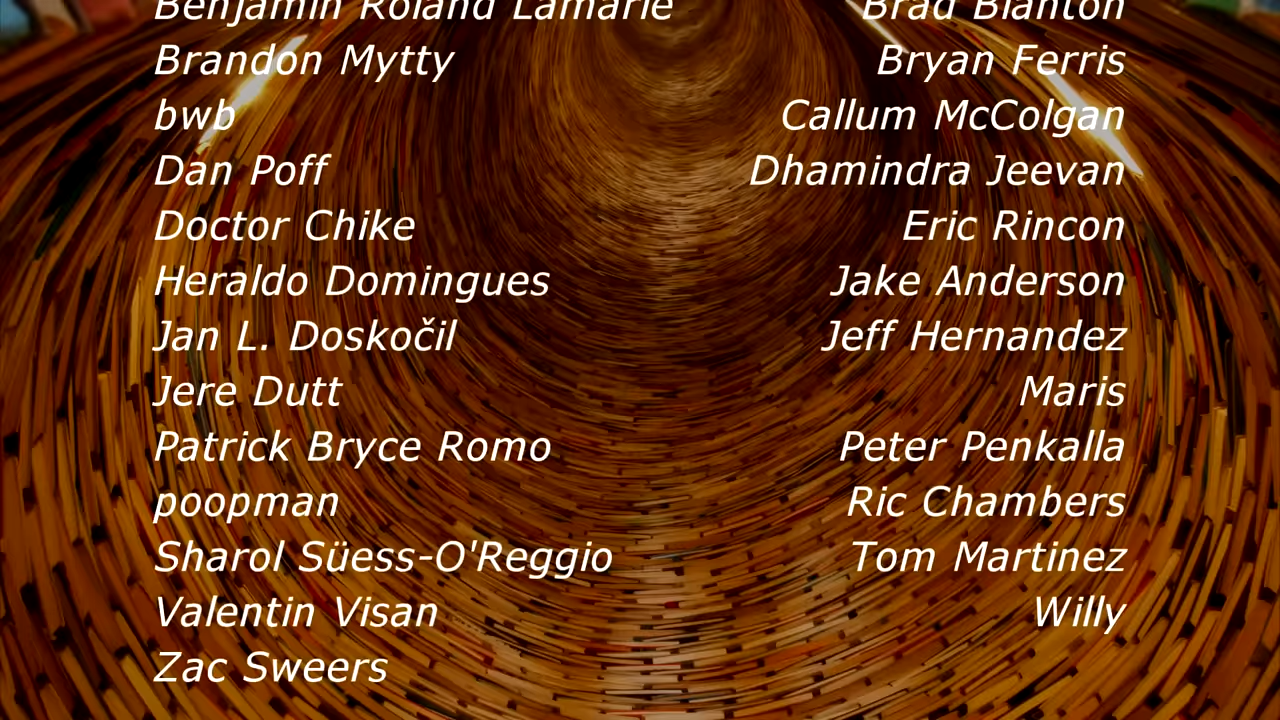 Benjamin Roland Lamarie Brad Blanton
Brandon Mytty Bryan Ferris
bwb Callum McColgan
Dan Poff Dhamindra Jeevan
Doctor Chike Eric Rincon
Heraldo Domingues Jake Anderson
Jan L. Doskočil Jeff Hernandez
Jere Dutt Maris
Patrick Bryce Romo Peter Penkalla
poopman Ric Chambers
Sharol Süess-O'Reggio Tom Martinez
Valentin Visan Willy
Zac Sweers